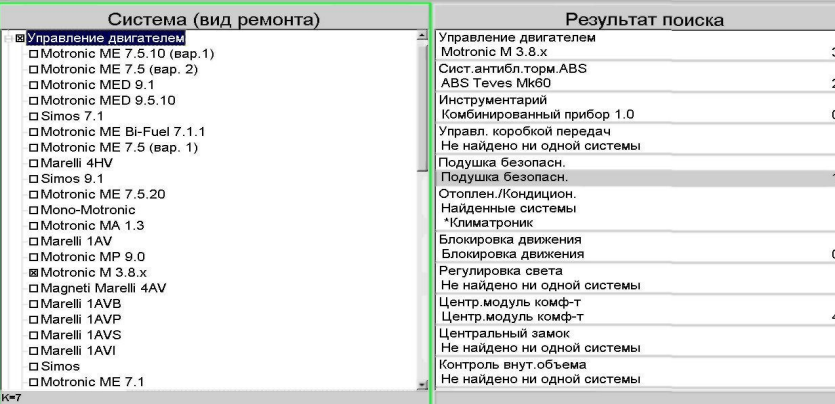 Система (вид ремонта)
Управление двигателем
Motronic ME 7.5.10 (вар.1)
Motronic ME 7.5 (вар. 2)
Motronic MED 9.1
Motronic MED 9.5.10
Simos 7.1
Motronic ME Bi-Fuel 7.1.1
Motronic ME 7.5 (вар. 1)
Marelli 4HV
Simos 9.1
Motronic ME 7.5.20
Mono-Motronic
Motronic MA 1.3
Marelli 1AV
Motronic MP 9.0
Motronic M 3.8.x
Magneti Marelli 4AV
Marelli 1AVB
Marelli 1AVP
Marelli 1AVS
Marelli 1AVI
Simos
Motronic ME 7.1
K=7
Результат поиска
Управление двигателем
Motronic M 3.8.x
Сист.антибл.торм.ABS
ABS Teves Mk60
Инструментарий
Комбинированный прибор 1.0
Управл. коробкой передач
Не найдено ни одной системы
Подушка безопасн.
Подушка безопасн.
Отоплен./Кондицион.
Найденные системы
*Климатроник
Блокировка движения
Блокировка движения
Регулировка света
Не найдено ни одной системы
Центр.модуль комф-т
Центр.модуль комф-т
Центральный замок
Не найдено ни одной системы
Контроль внут.объема
Не найдено ни одной системы